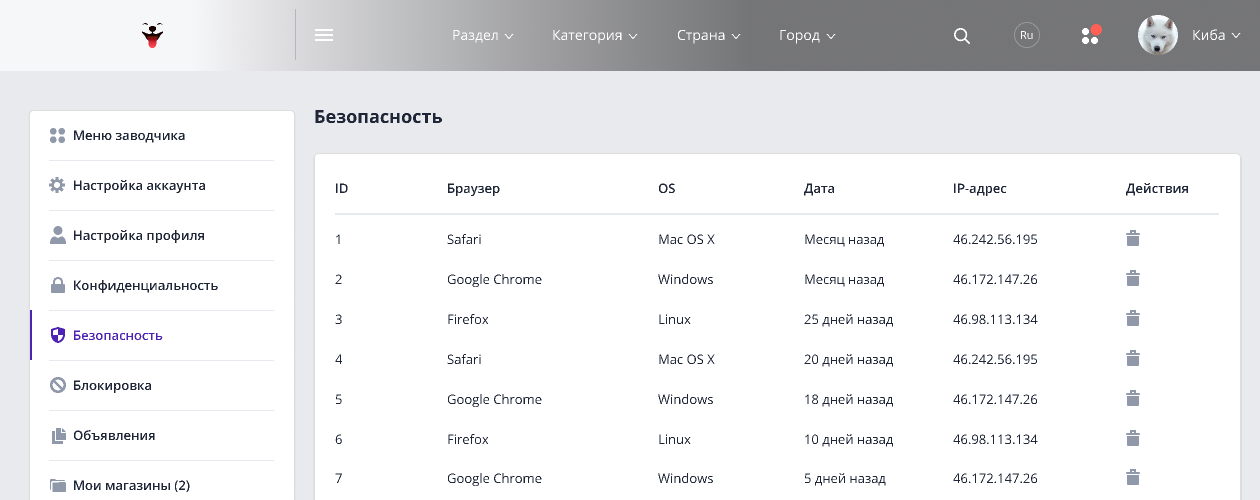 Раздел Категория Страна Город Ru Киба
Безопасность
Меню заводчика
Настройка аккаунта
Настройка профиля
Конфиденциальность
Безопасность
Блокировка
Объявления
Мои магазины (2)
ID Браузер OS Дата IP-адрес Действия
1 Safari Mac OS X Месяц назад 46.242.56.195
2 Google Chrome Windows Месяц назад 46.172.147.26
3 Firefox Linux 25 дней назад 46.98.113.134
4 Safari Mac OS X 20 дней назад 46.242.56.195
5 Google Chrome Windows 18 дней назад 46.172.147.26
6 Firefox Linux 10 дней назад 46.98.113.134
7 Google Chrome Windows 5 дней назад 46.172.147.26